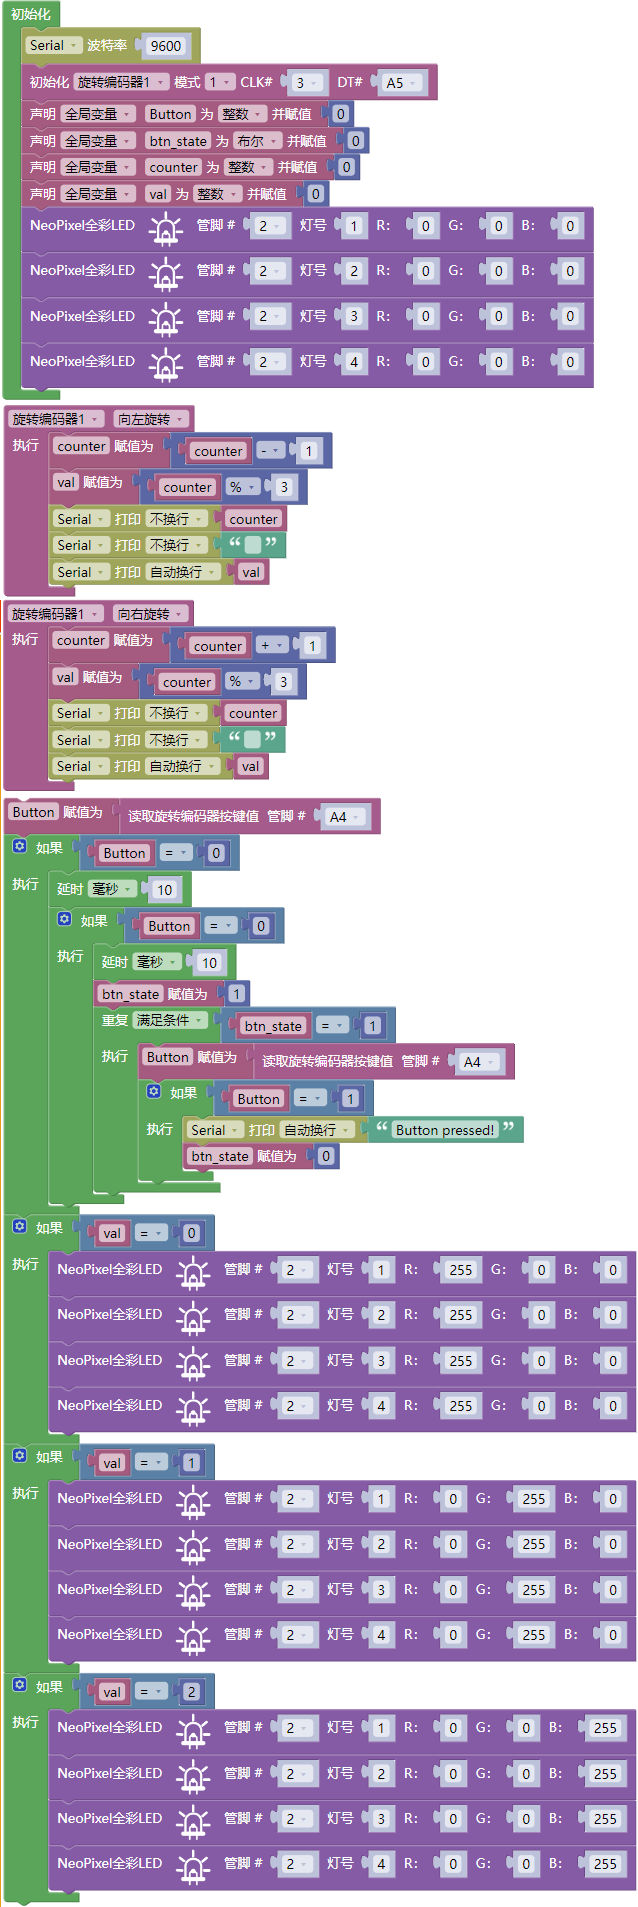 初始化
Serial 波特率 9600
初始化 旋转编码器1 模式 1 CLK# 3 DT# A5
声明 全局变量 Button 为 整数 并赋值 0
声明 全局变量 btn_state 为 布尔 并赋值 0
声明 全局变量 counter 为 整数 并赋值 0
声明 全局变量 val 为 整数 并赋值 0
NeoPixel全彩LED 管脚 # 2 灯号 1 R: 0 G: 0 B: 0
NeoPixel全彩LED 管脚 # 2 灯号 2 R: 0 G: 0 B: 0
NeoPixel全彩LED 管脚 # 2 灯号 3 R: 0 G: 0 B: 0
NeoPixel全彩LED 管脚 # 2 灯号 4 R: 0 G: 0 B: 0
旋转编码器1 向左旋转
执行 counter 赋值为 counter - 1
val 赋值为 counter % 3
Serial 打印 不换行 counter
Serial 打印 不换行 “ ”
Serial 打印 自动换行 val
旋转编码器1 向右旋转
执行 counter 赋值为 counter + 1
val 赋值为 counter % 3
Serial 打印 不换行 counter
Serial 打印 不换行 “ ”
Serial 打印 自动换行 val
Button 赋值为 读取旋转编码器按键值 管脚 # A4
如果 Button = 0
执行 延时 毫秒 10
如果 Button = 0
执行 延时 毫秒 10
btn_state 赋值为 1
重复 满足条件 btn_state = 1
执行 Button 赋值为 读取旋转编码器按键值 管脚 # A4
如果 Button = 1
执行 Serial 打印 自动换行 “ Button pressed! ”
btn_state 赋值为 0
如果 val = 0
执行 NeoPixel全彩LED 管脚 # 2 灯号 1 R: 255 G: 0 B: 0
NeoPixel全彩LED 管脚 # 2 灯号 2 R: 255 G: 0 B: 0
NeoPixel全彩LED 管脚 # 2 灯号 3 R: 255 G: 0 B: 0
NeoPixel全彩LED 管脚 # 2 灯号 4 R: 255 G: 0 B: 0
如果 val = 1
执行 NeoPixel全彩LED 管脚 # 2 灯号 1 R: 0 G: 255 B: 0
NeoPixel全彩LED 管脚 # 2 灯号 2 R: 0 G: 255 B: 0
NeoPixel全彩LED 管脚 # 2 灯号 3 R: 0 G: 255 B: 0
NeoPixel全彩LED 管脚 # 2 灯号 4 R: 0 G: 255 B: 0
如果 val = 2
执行 NeoPixel全彩LED 管脚 # 2 灯号 1 R: 0 G: 0 B: 255
NeoPixel全彩LED 管脚 # 2 灯号 2 R: 0 G: 0 B: 255
NeoPixel全彩LED 管脚 # 2 灯号 3 R: 0 G: 0 B: 255
NeoPixel全彩LED 管脚 # 2 灯号 4 R: 0 G: 0 B: 255